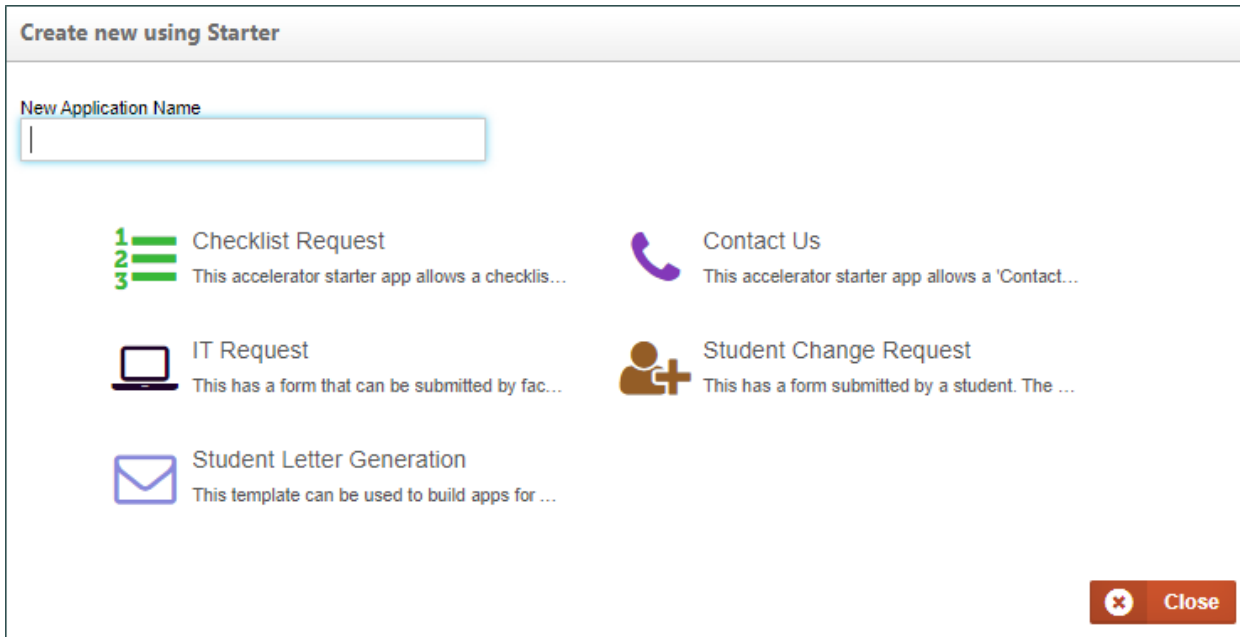 Create new using Starter
New Application Name
1
2
3
Checklist Request
This accelerator starter app allows a checklis...
Contact Us
This accelerator starter app allows a 'Contact...
IT Request
This has a form that can be submitted by fac...
Student Change Request
This has a form submitted by a student. The ...
Student Letter Generation
This template can be used to build apps for ...
Close